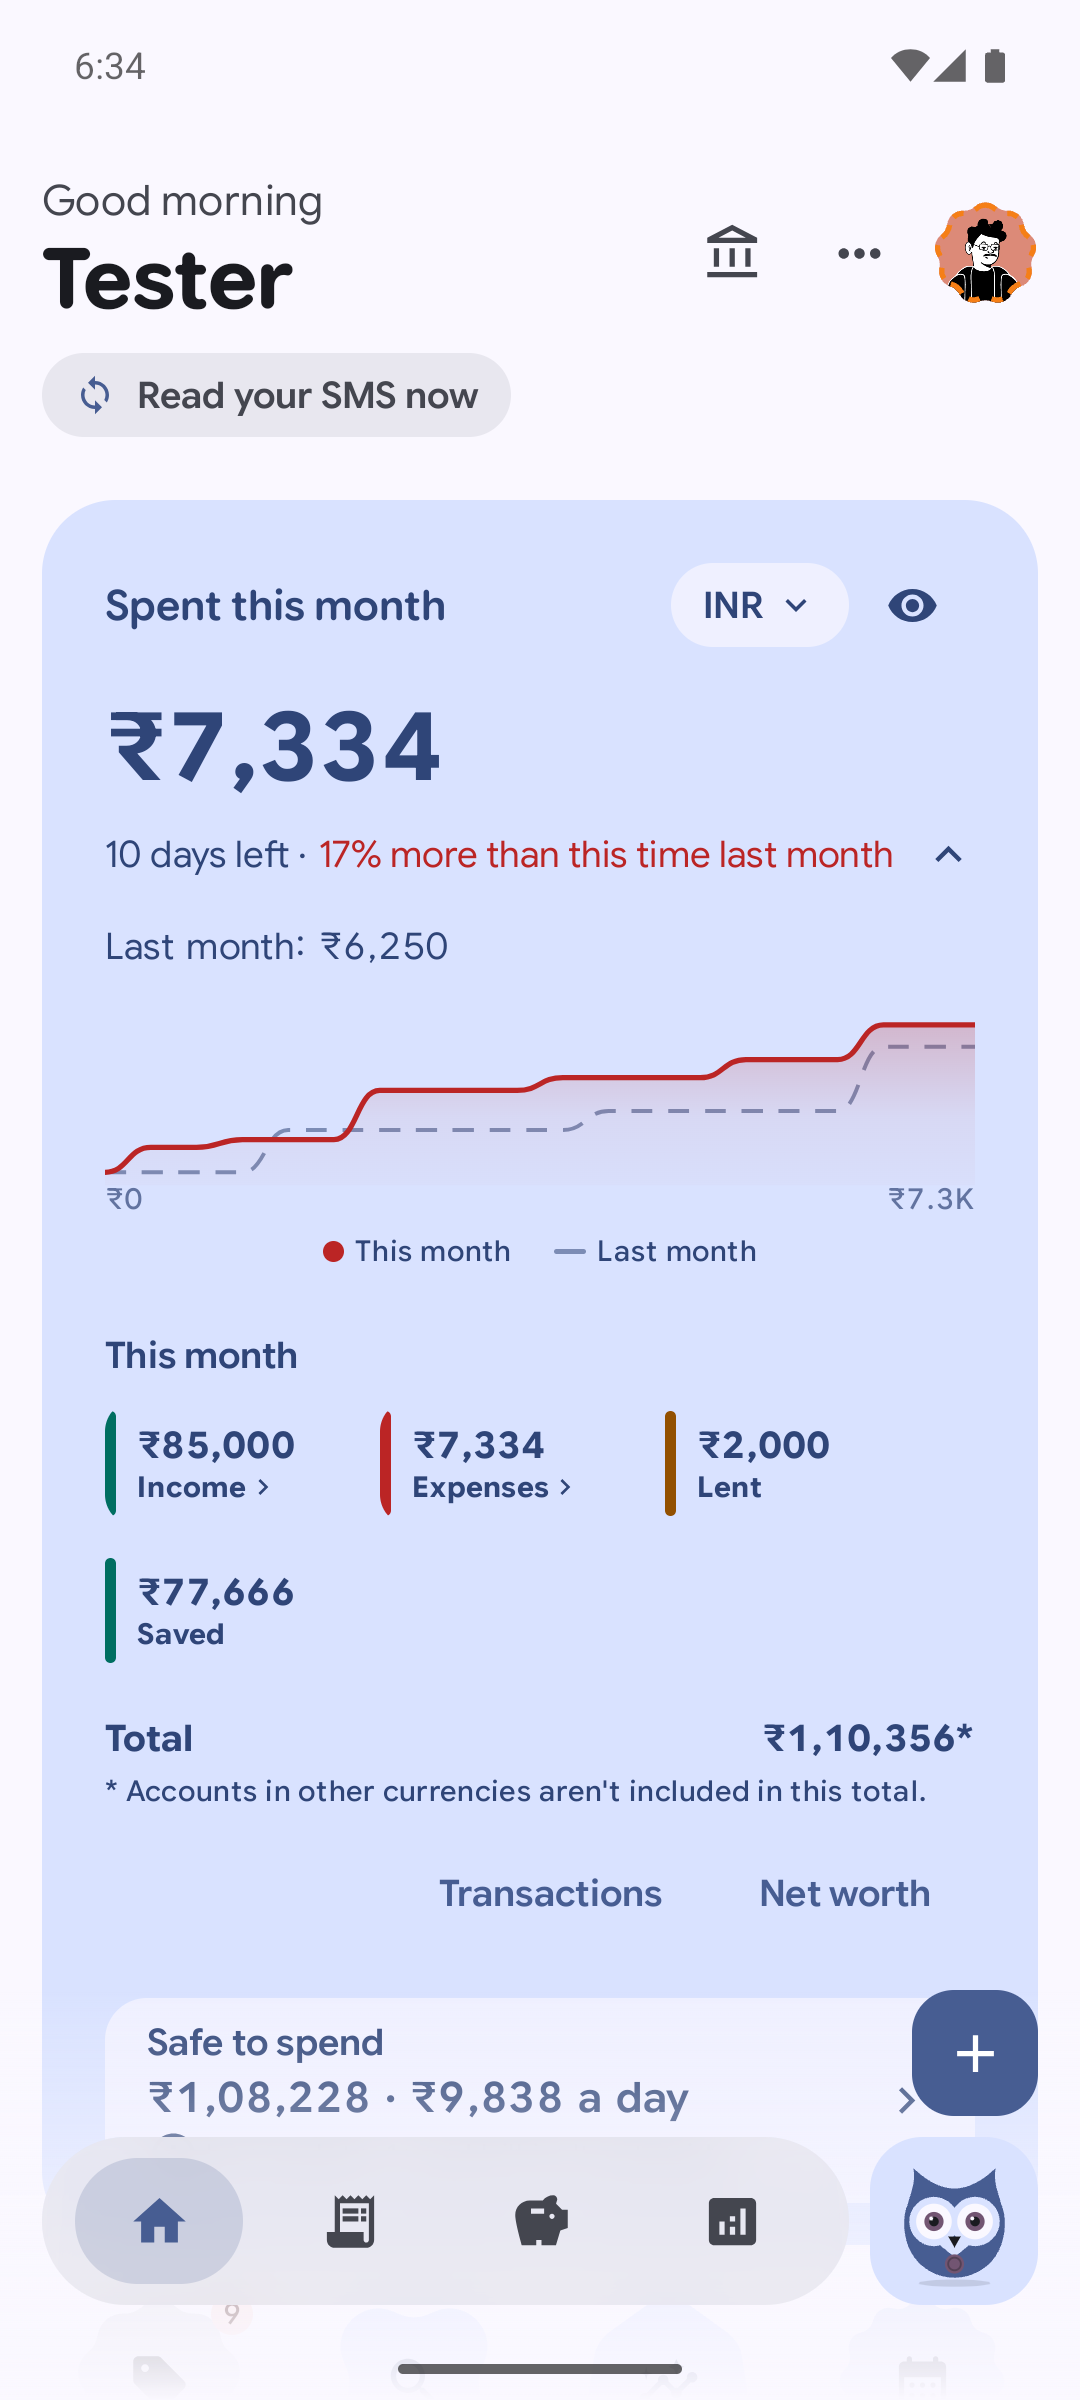 6:34
Good morning
Tester
Read your SMS now
Spent this month
INR
₹7,334
10 days left · 17% more than this time last month
Last month: ₹6,250
₹0
₹7.3K
This month
Last month
This month
₹85,000
Income
₹7,334
Expenses
₹2,000
Lent
₹77,666
Saved
Total
₹1,10,356*
* Accounts in other currencies aren't included in this total.
Transactions
Net worth
Safe to spend
₹1,08,228 · ₹9,838 a day
9